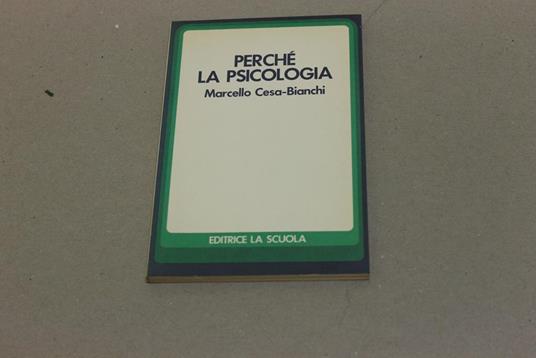 PERCHÉ
LA PSICOLOGIA
Marcello Cesa-Bianchi
EDITRICE LA SCUOLA